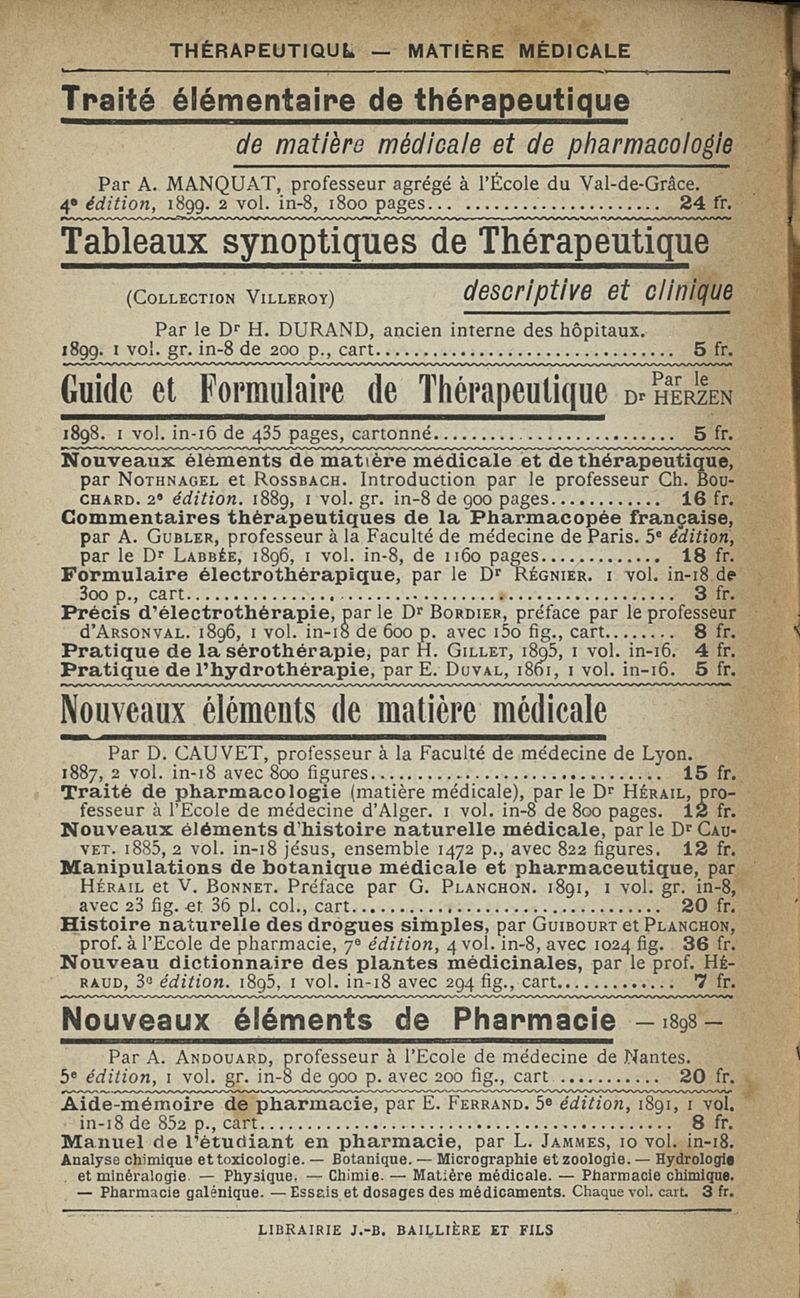 THÉRAPEUTIQUE — MATIÈRE MÉDICALE
Traité élémentaire de thérapeutique
de matière médicale et de pharmacologie
Par A. MANQUAT, professeur agrégé à l'École du Val-de-Grâce.
4e édition, 1899. 2 vol. in-8, 1800 pages... ..................... 24 fr.
Tableaux synoptiques de Thérapeutique
(COLLECTION VILLEROY) descriptive et clinique
Par le Dr H. DURAND, ancien interne des hôpitaux.
1899. 1 vol. gr. in-8 de 200 p., cart................................ 5 fr.
Guide et Formulaire de Thérapeutique Par le Dr HERZEN
1898. 1 vol. in-16 de 435 pages, cartonné.......................... 5 fr.
Nouveaux éléments de matière médicale et de thérapeutique,
par NOTHNAGEL et ROSSBACH. Introduction par le professeur Ch. BOU-
CHARD. 2e édition. 1889, 1 vol. gr. in-8 de 900 pages............ 16 fr.
Commentaires thérapeutiques de la Pharmacopée française,
par A. GUBLER, professeur à la Faculté de médecine de Paris. 5e édition,
par le Dr LABBÉE, 1896, 1 vol. in-8, de 1160 pages............. 18 fr.
Formulaire électrothérapique, par le Dr RÉGNIER. 1 vol. in-18 de
300 p., cart..................................................... 3 fr.
Précis d'électrothérapie, par le Dr BORDIER, préface par le professeur
d'ARSONVAL. 1896, 1 vol. in-18 de 600 p. avec 150 fig., cart........ 8 fr.
Pratique de la sérothérapie, par H. GILLET, 1895, 1 vol. in-16. 4 fr.
Pratique de l'hydrothérapie, par E. DUVAL, 1861, 1 vol. in-16. 5 fr.
Nouveaux éléments de matière médicale
Par D. CAUVET, professeur à la Faculté de médecine de Lyon.
1887, 2 vol. in-18 avec 800 figures............................... 15 fr.
Traité de pharmacologie (matière médicale), par le Dr HÉRAIL, pro-
fesseur à l'Ecole de médecine d'Alger. 1 vol. in-8 de 800 pages. 12 fr.
Nouveaux éléments d'histoire naturelle médicale, par le Dr CAU-
VET. 1885, 2 vol. in-18 jésus, ensemble 1472 p., avec 822 figures. 12 fr.
Manipulations de botanique médicale et pharmaceutique, par
HÉRAIL et V. BONNET. Préface par G. PLANCHON. 1891, 1 vol. gr. in-8,
avec 23 fig. et 36 pl. col., cart................................... 20 fr.
Histoire naturelle des drogues simples, par GUIBOURT et PLANCHON,
prof. à l'Ecole de pharmacie, 7e édition, 4 vol. in-8, avec 1024 fig. 36 fr.
Nouveau dictionnaire des plantes médicinales, par le prof. HÉ-
RAUD, 3e édition. 1895, 1 vol. in-18 avec 294 fig., cart............. 7 fr.
Nouveaux éléments de Pharmacie — 1898 —
Par A. ANDOUARD, professeur à l'Ecole de médecine de Nantes.
5e édition, 1 vol. gr. in-8 de 900 p. avec 200 fig., cart ........... 20 fr.
Aide-mémoire de pharmacie, par E. FERRAND. 5e édition, 1891, 1 vol.
in-18 de 852 p., cart............................................. 8 fr.
Manuel de l'étudiant en pharmacie, par L. JAMMES, 10 vol. in-18.
Analyse chimique et toxicologie. — Botanique. — Micrographie et zoologie. — Hydrologie
et minéralogie. — Physique. — Chimie. — Matière médicale. — Pharmacie chimique.
— Pharmacie galénique. — Essais et dosages des médicaments. Chaque vol. cart. 3 fr.
LIBRAIRIE J.-B. BAILLIÈRE ET FILS